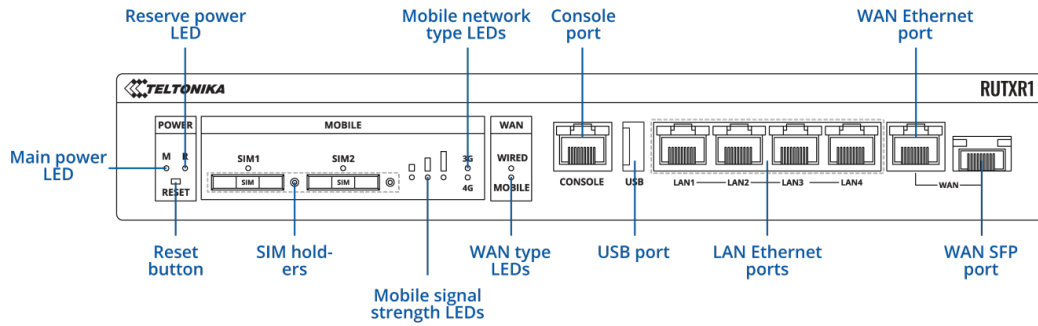 Reserve power
LED
Mobile network
type LEDs
Console
port
WAN Ethernet
port
TELTONIKA
RUTXR1
POWER
MOBILE
WAN
Main power
LED
M R
SIM1
SIM2
3G
WIRED
SIM
SIM
RESET
4G
MOBILE
CONSOLE
USB
LAN1
LAN2
LAN3
LAN4
WAN
Reset
button
SIM hold-
ers
Mobile signal
strength LEDs
WAN type
LEDs
USB port
LAN Ethernet
ports
WAN SFP
port